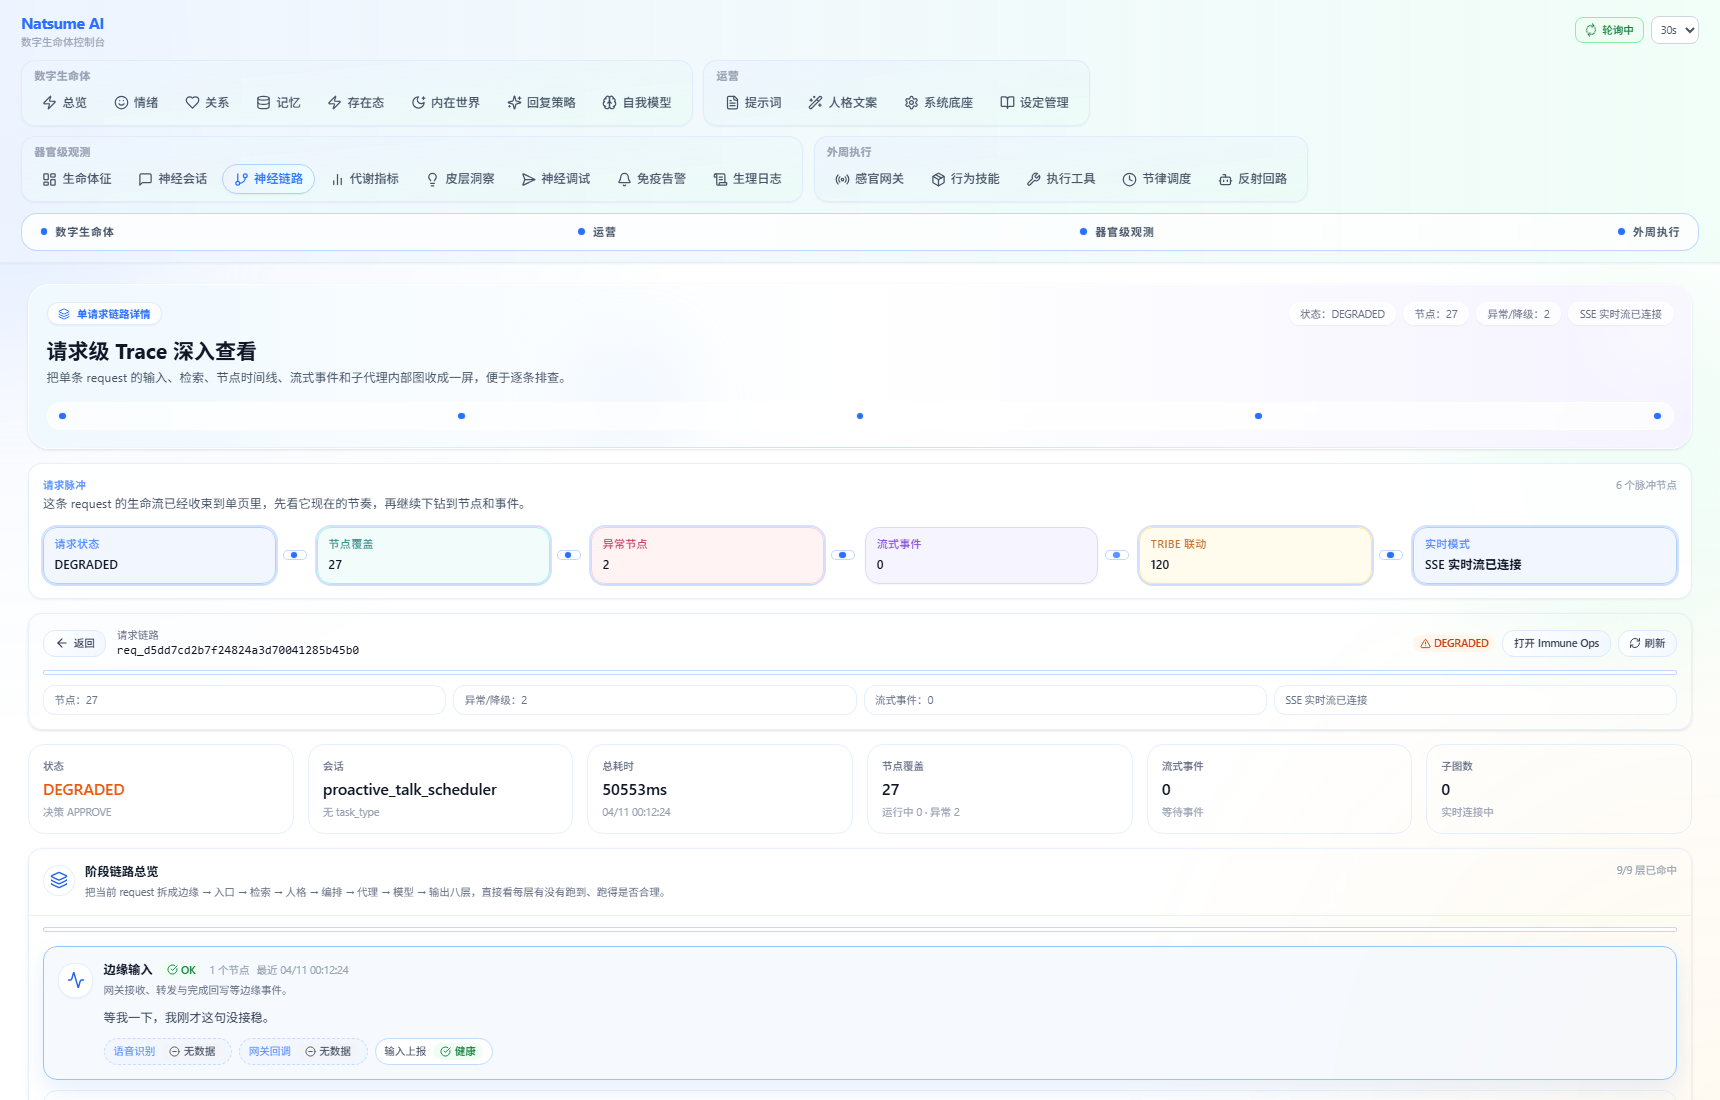 Natsume AI
数字生命体控制台
轮询中
30s
数字生命体
总览
情绪
关系
记忆
存在态
内在世界
回复策略
自我模型
运营
提示词
人格文案
系统底座
设定管理
器官级观测
生命体征
神经会话
神经链路
代谢指标
皮层洞察
神经调试
免疫告警
生理日志
外周执行
感官网关
行为技能
执行工具
节律调度
反射回路
数字生命体
运营
器官级观测
外周执行
单请求链路详情
状态：DEGRADED
节点：27
异常/降级：2
SSE 实时流已连接
请求级 Trace 深入查看
把单条 request 的输入、检索、节点时间线、流式事件和子代理内部图收成一屏，便于逐条排查。
请求脉冲
这条 request 的生命流已经收束到单页里，先看它现在的节奏，再继续下钻到节点和事件。
6 个脉冲节点
请求状态
DEGRADED
节点覆盖
27
异常节点
2
流式事件
0
TRIBE 联动
120
实时模式
SSE 实时流已连接
返回
请求链路
req_d5dd7cd2b7f24824a3d70041285b45b0
DEGRADED
打开 Immune Ops
刷新
节点：27
异常/降级：2
流式事件：0
SSE 实时流已连接
状态
DEGRADED
决策 APPROVE
会话
proactive_talk_scheduler
无 task_type
总耗时
50553ms
04/11 00:12:24
节点覆盖
27
运行中 0 · 异常 2
流式事件
0
等待事件
子图数
0
实时连接中
阶段链路总览
把当前 request 拆成边缘 → 入口 → 检索 → 人格 → 编排 → 代理 → 模型 → 输出八层，直接看每层有没有跑到、跑得是否合理。
9/9 层已命中
边缘输入
OK
1 个节点
最近 04/11 00:12:24
网关接收、转发与完成回写等边缘事件。
等我一下，我刚才这句没接稳。
语音识别
无数据
网关回调
无数据
输入上报
健康